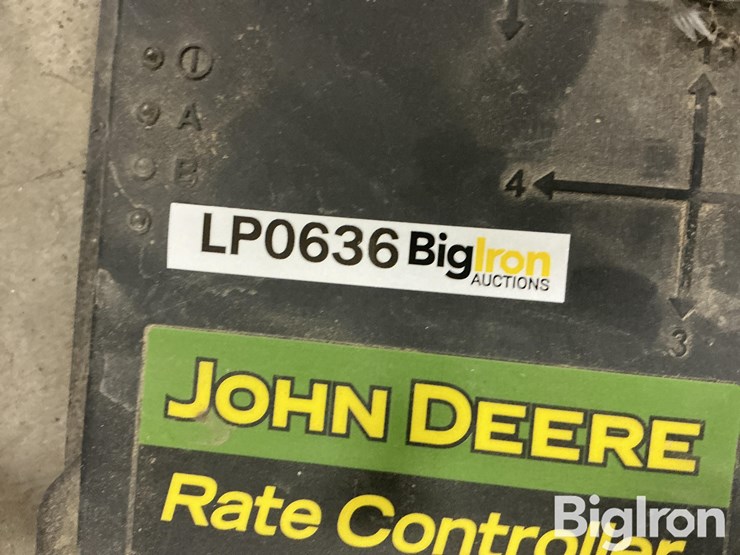 A
B
4
LP0636 BigIron
AUCTIONS
3
JOHN DEERE
Rate Controller
BigIron